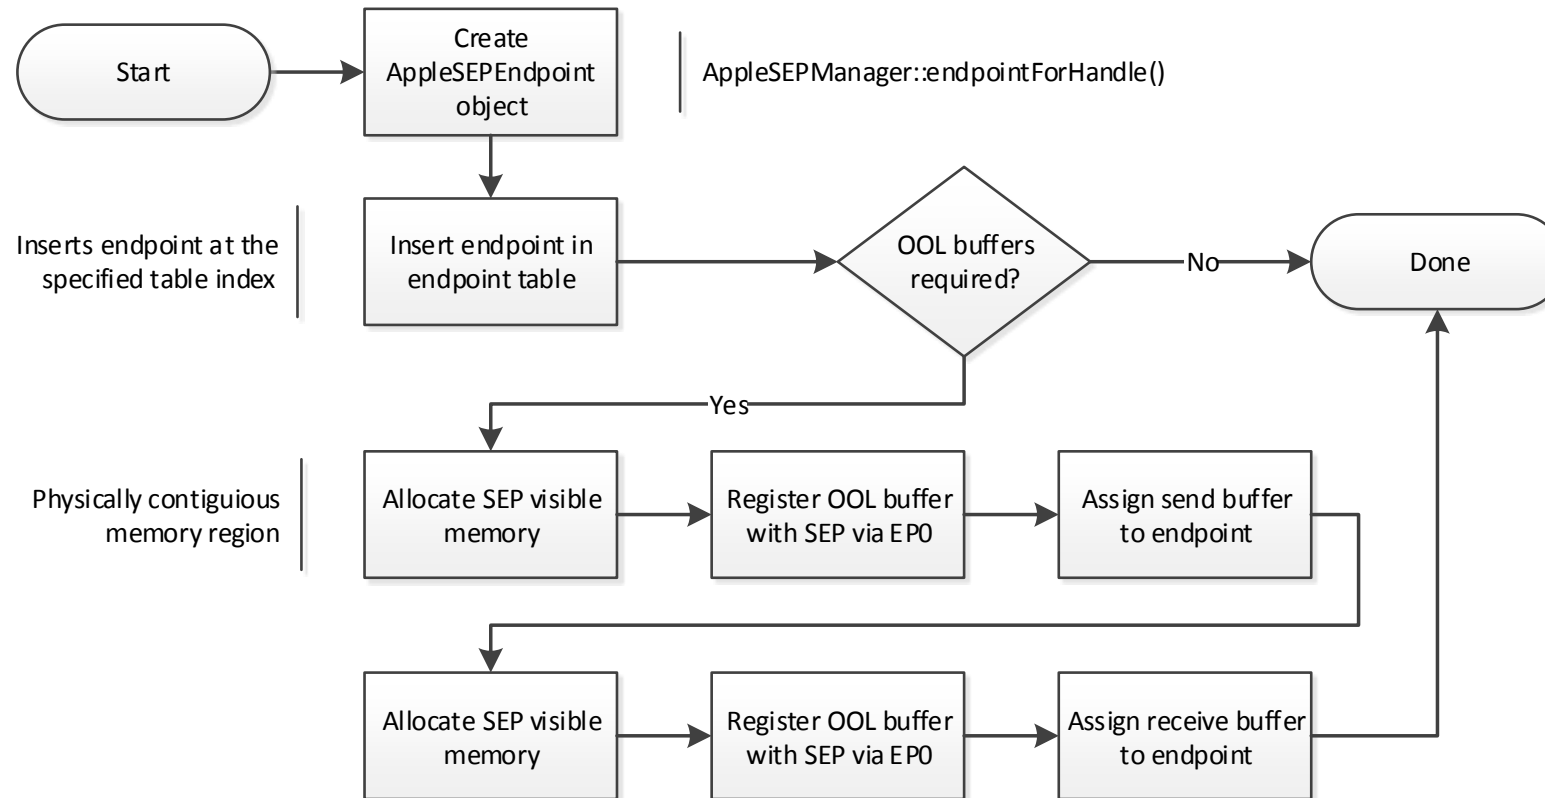 Start
Create
AppleSEPEndpoint
object
AppleSEPManager::endpointForHandle()
Inserts endpoint at the
specified table index
Insert endpoint in
endpoint table
OOL buffers
required?
No
Done
Yes
Physically contiguious
memory region
Allocate SEP visible
memory
Register OOL buffer
with SEP via EP0
Assign send buffer
to endpoint
Allocate SEP visible
memory
Register OOL buffer
with SEP via EP0
Assign receive buffer
to endpoint